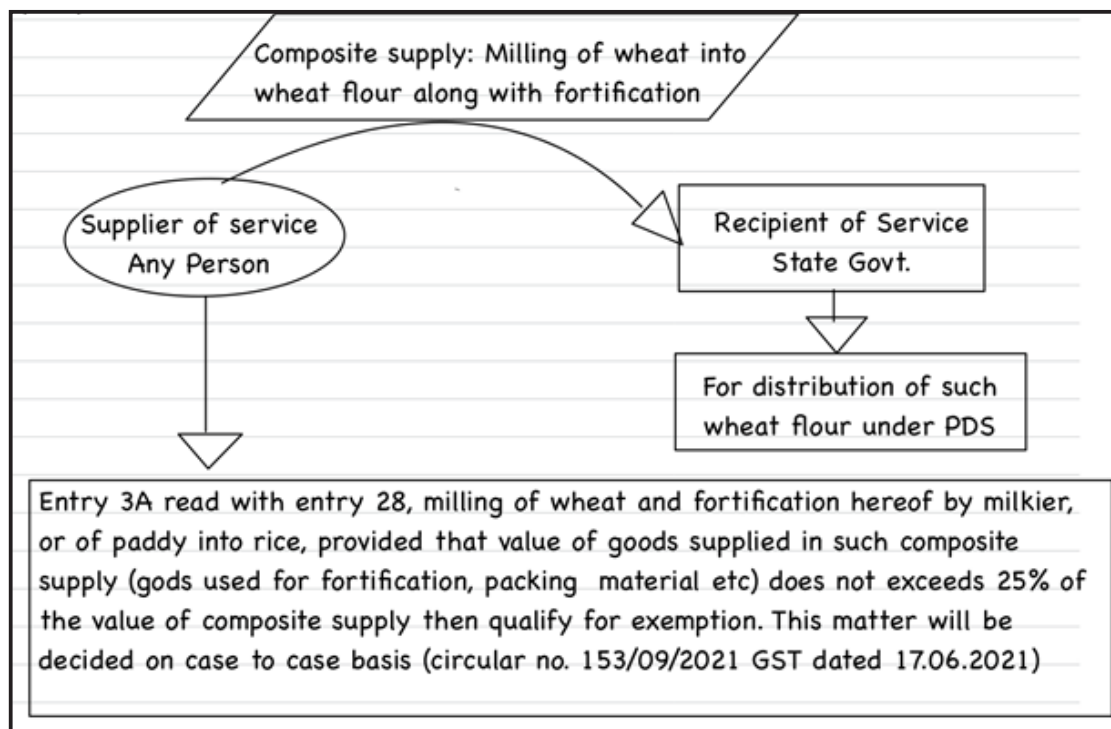 Composite supply: Milling of wheat into
wheat flour along with fortification
Supplier of service
Any Person
Recipient of Service
State Govt.
For distribution of such
wheat flour under PDS
Entry 3A read with entry 28, milling of wheat and fortification hereof by milkier,
or of paddy into rice, provided that value of goods supplied in such composite
supply (gods used for fortification, packing material etc) does not exceeds 25% of
the value of composite supply then qualify for exemption. This matter will be
decided on case to case basis (circular no. 153/09/2021 GST dated 17.06.2021)